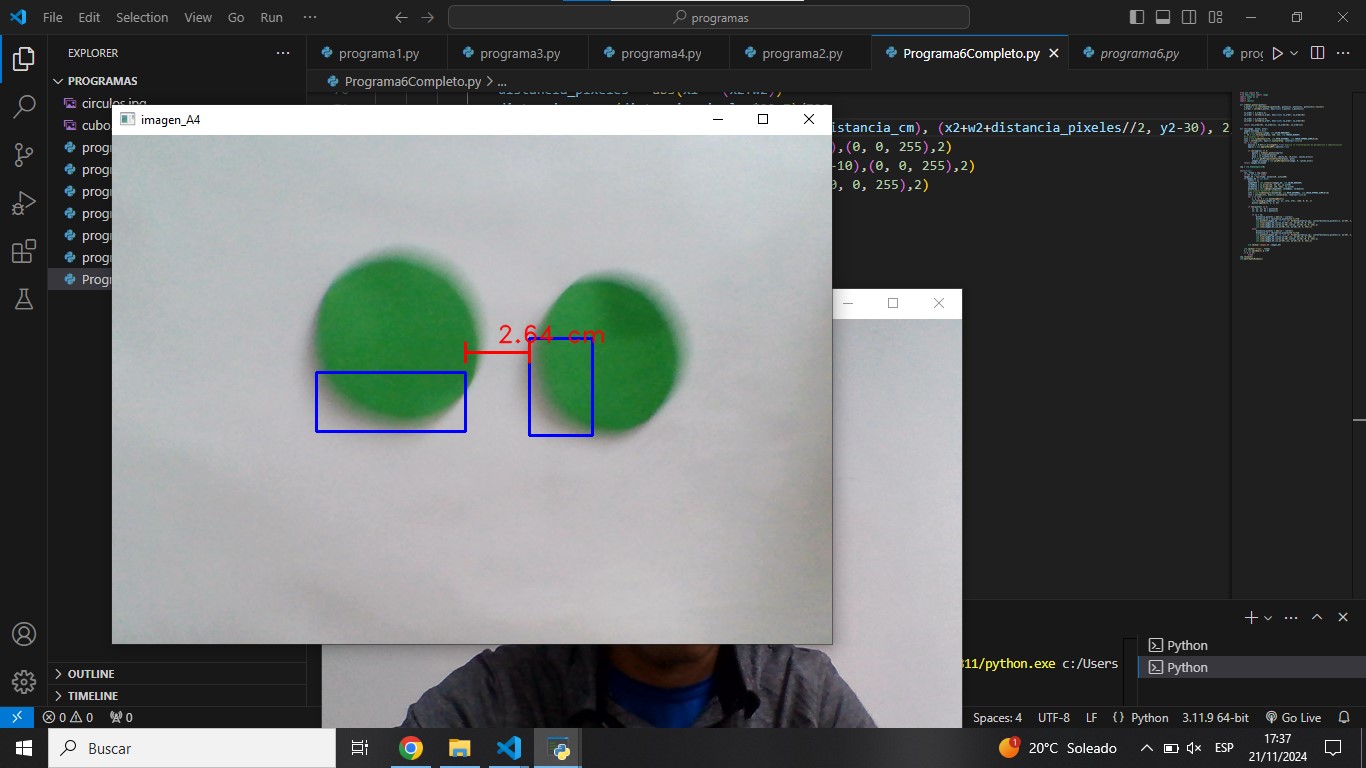 File Edit Selection View Go Run ···
programas
EXPLORER
PROGRAMAS
circulos.jpg
cubo
progr
progr
progr
progr
progr
progr
Progr
OUTLINE
TIMELINE
programa1.py
programa3.py
programa4.py
programa2.py
Programa6Completo.py
programa6.py
prog
Programa6Completo.py > ...
distancia_pixeles = abs(x1 - (x2+w2))
imagen_A4
istancia_cm), (x2+w2+distancia_pixeles//2, y2-30), 2
),(0, 0, 255),2)
-10),(0, 0, 255),2)
0, 0, 255),2)
2.64 cm
311/python.exe c:/Users
Python
Python
0 0 0
Spaces: 4 UTF-8 LF {} Python 3.11.9 64-bit Go Live
Buscar
1
20°C Soleado
ESP
17:37
21/11/2024